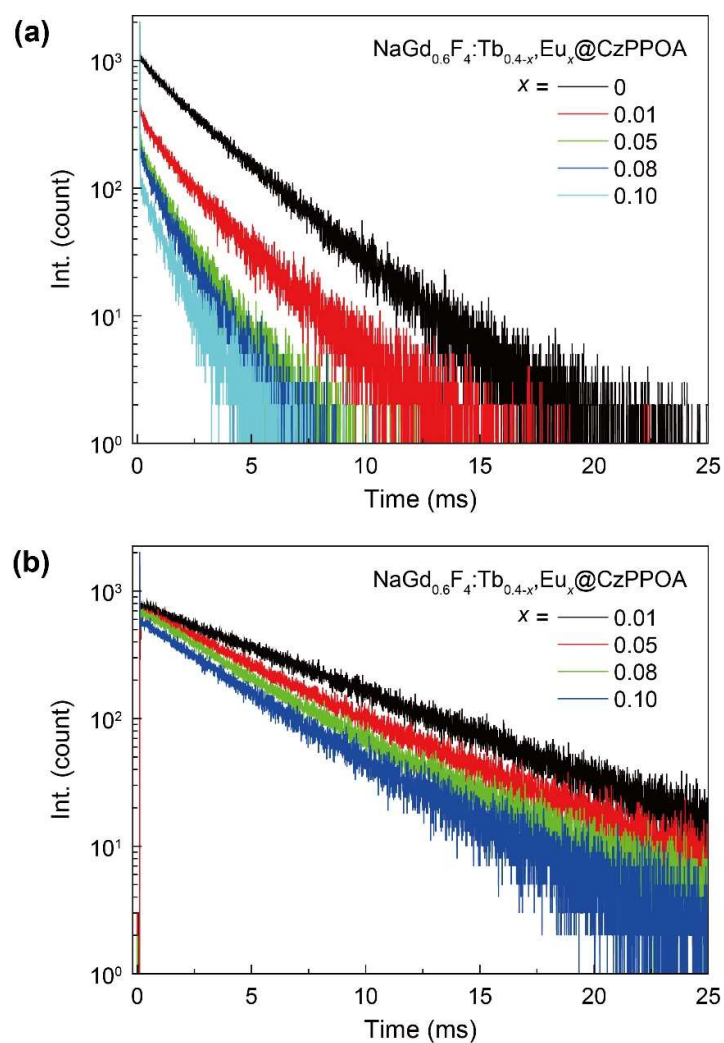 (a)
NaGd0.6F4:Tb0.4-x,Eux@CzPPOA
x = 0
0.01
0.05
0.08
0.10
Int. (count)
10³
10²
10¹
10⁰
0 5 10 15 20 25
Time (ms)
(b)
NaGd0.6F4:Tb0.4-x,Eux@CzPPOA
x = 0.01
0.05
0.08
0.10
Int. (count)
10³
10²
10¹
10⁰
0 5 10 15 20 25
Time (ms)